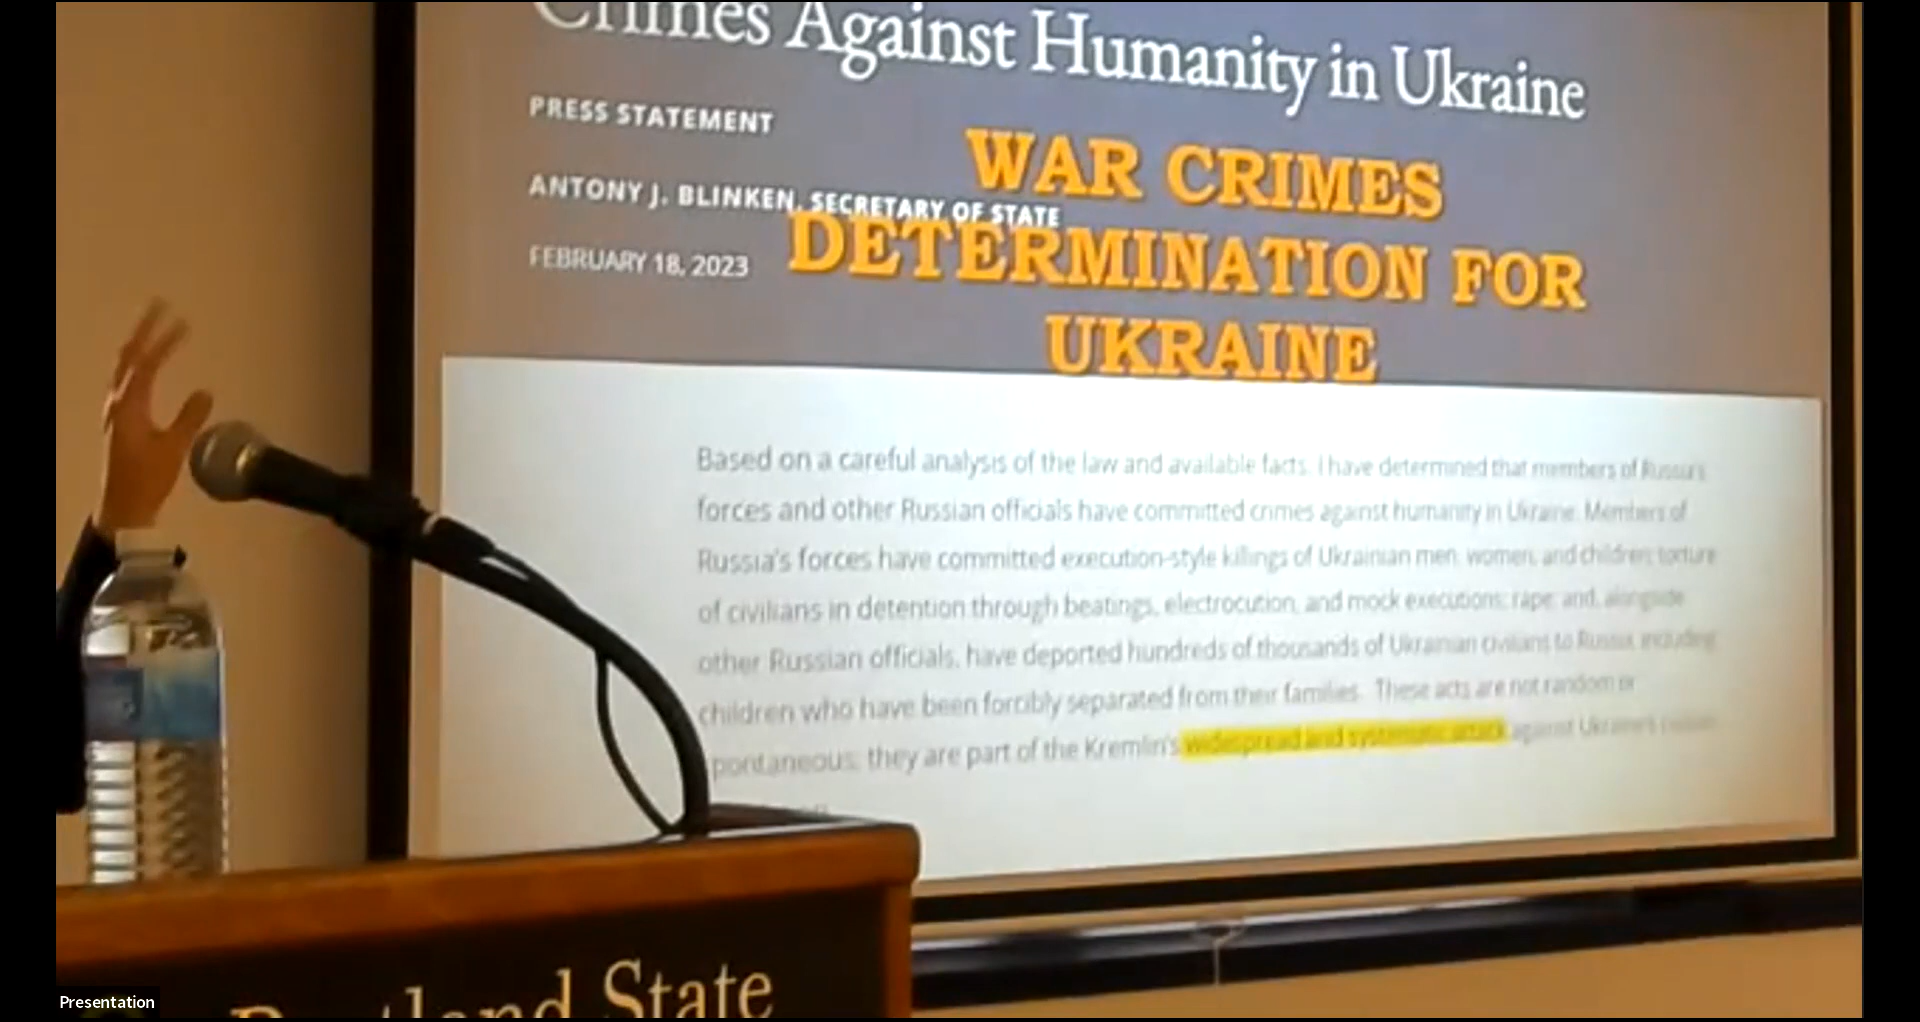 Crimes Against Humanity in Ukraine
PRESS STATEMENT
ANTONY J. BLINKEN, SECRETARY OF STATE
FEBRUARY 18, 2023
WAR CRIMES
DETERMINATION FOR
UKRAINE
Based on a careful analysis of the law and available facts, I have determined that members of Russia's
forces and other Russian officials have committed crimes against humanity in Ukraine. Members of
Russia's forces have committed execution-style killings of Ukrainian men, women, and children; torture
of civilians in detention through beatings, electrocution, and mock executions; rape; and, alongside
other Russian officials, have deported hundreds of thousands of Ukrainian civilians to Russia, including
children who have been forcibly separated from their families. These acts are not random or
pontaneous; they are part of the Kremlin's widespread and systematic attack against Ukraine's
Portland State
Presentation